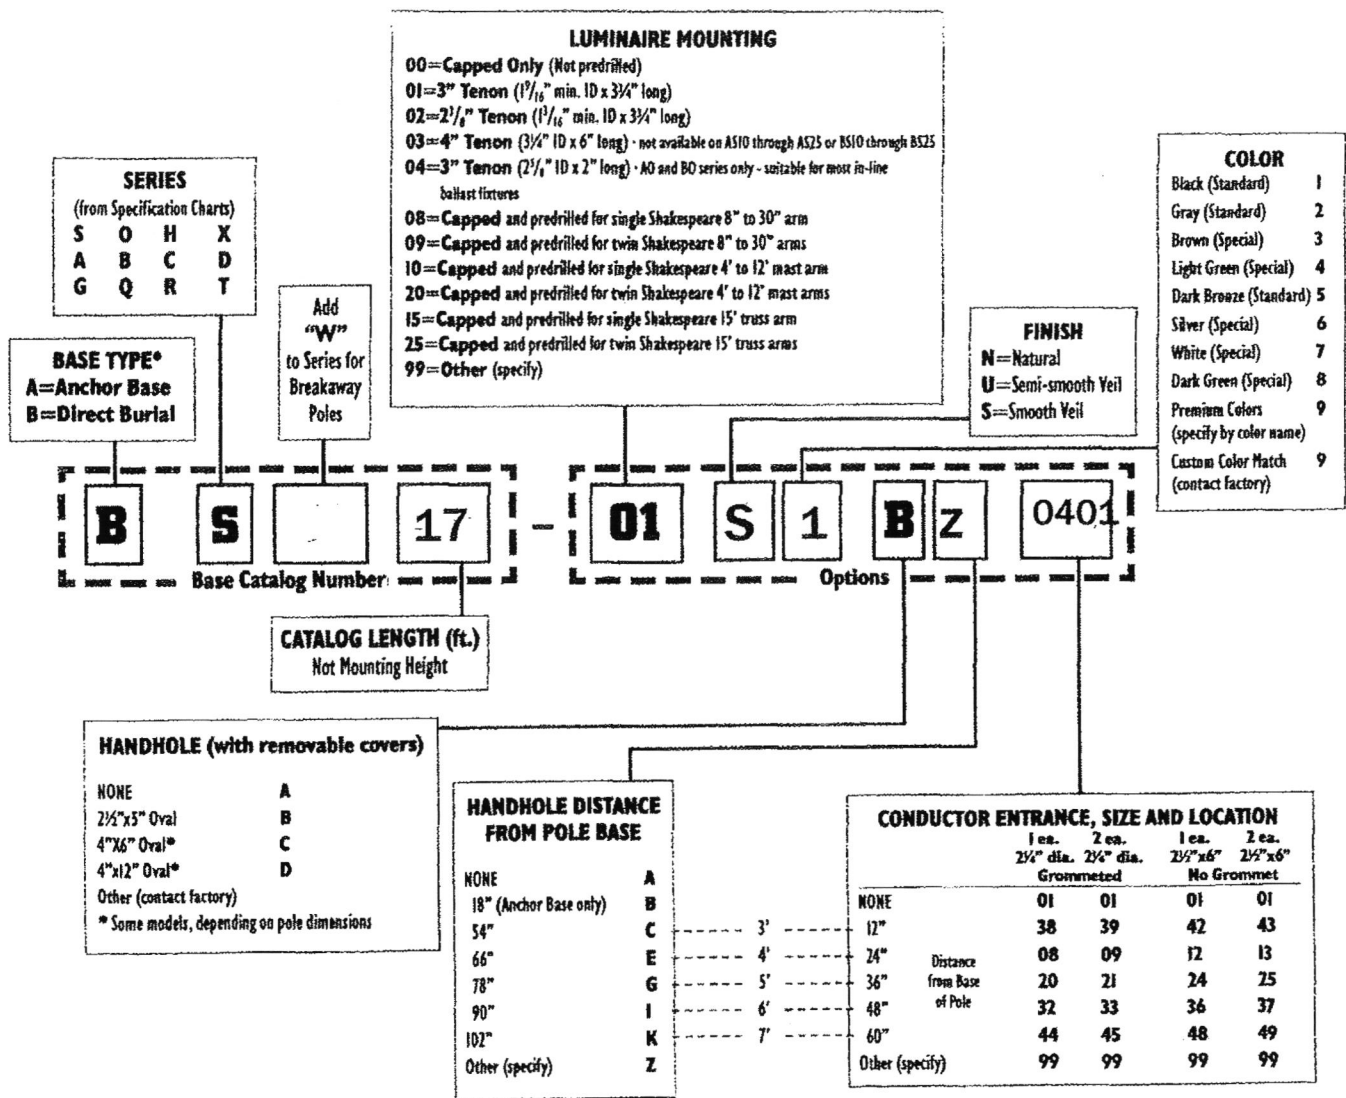 LUMINAIRE MOUNTING
00=Capped Only (Not predrilled)
01=3" Tenon (1⁹/₁₆" min. ID x 3¼" long)
02=2³/₈" Tenon (1³/₁₆" min. ID x 3¾" long)
03=4" Tenon (3¼" ID x 6" long) - not available on AS10 through AS25 or BS10 through BS25
04=3" Tenon (2⁵/₈" ID x 2" long) - AO and BO series only - suitable for most in-line
ballast fixtures
08=Capped and predrilled for single Shakespeare 8" to 30" arm
09=Capped and predrilled for twin Shakespeare 8" to 30" arms
10=Capped and predrilled for single Shakespeare 4' to 12' mast arm
20=Capped and predrilled for twin Shakespeare 4' to 12' mast arms
15=Capped and predrilled for single Shakespeare 15' truss arm
25=Capped and predrilled for twin Shakespeare 15' truss arms
99=Other (specify)
SERIES
(from Specification Charts)
S O H X
A B C D
G Q R T
Add
"W"
to Series for
Breakaway
Poles
BASE TYPE*
A=Anchor Base
B=Direct Burial
FINISH
N=Natural
U=Semi-smooth Veil
S=Smooth Veil
COLOR
Black (Standard) 1
Gray (Standard) 2
Brown (Special) 3
Light Green (Special) 4
Dark Bronze (Standard) 5
Silver (Special) 6
White (Special) 7
Dark Green (Special) 8
Premium Colors 9
(specify by color name)
Custom Color Match 9
(contact factory)
B S 17 - 01 S 1 B Z 0401
Base Catalog Number
Options
CATALOG LENGTH (ft.)
Not Mounting Height
HANDHOLE (with removable covers)
NONE A
2½"x5" Oval B
4"X6" Oval* C
4"x12" Oval* D
Other (contact factory)
* Some models, depending on pole dimensions
HANDHOLE DISTANCE
FROM POLE BASE
NONE A
18" (Anchor Base only) B
54" C
66" E
78" G
90" I
102" K
Other (specify) Z
3'
4'
5'
6'
7'
CONDUCTOR ENTRANCE, SIZE AND LOCATION
1 ea. 2 ea. 1 ea. 2 ea.
2¼" dia. 2¼" dia. 2½"x6" 2½"x6"
Grommeted No Grommet
NONE 01 01 01 01
12" 38 39 42 43
24" 08 09 12 13
36" 20 21 24 25
48" 32 33 36 37
60" 44 45 48 49
Other (specify) 99 99 99 99
Distance
from Base
of Pole